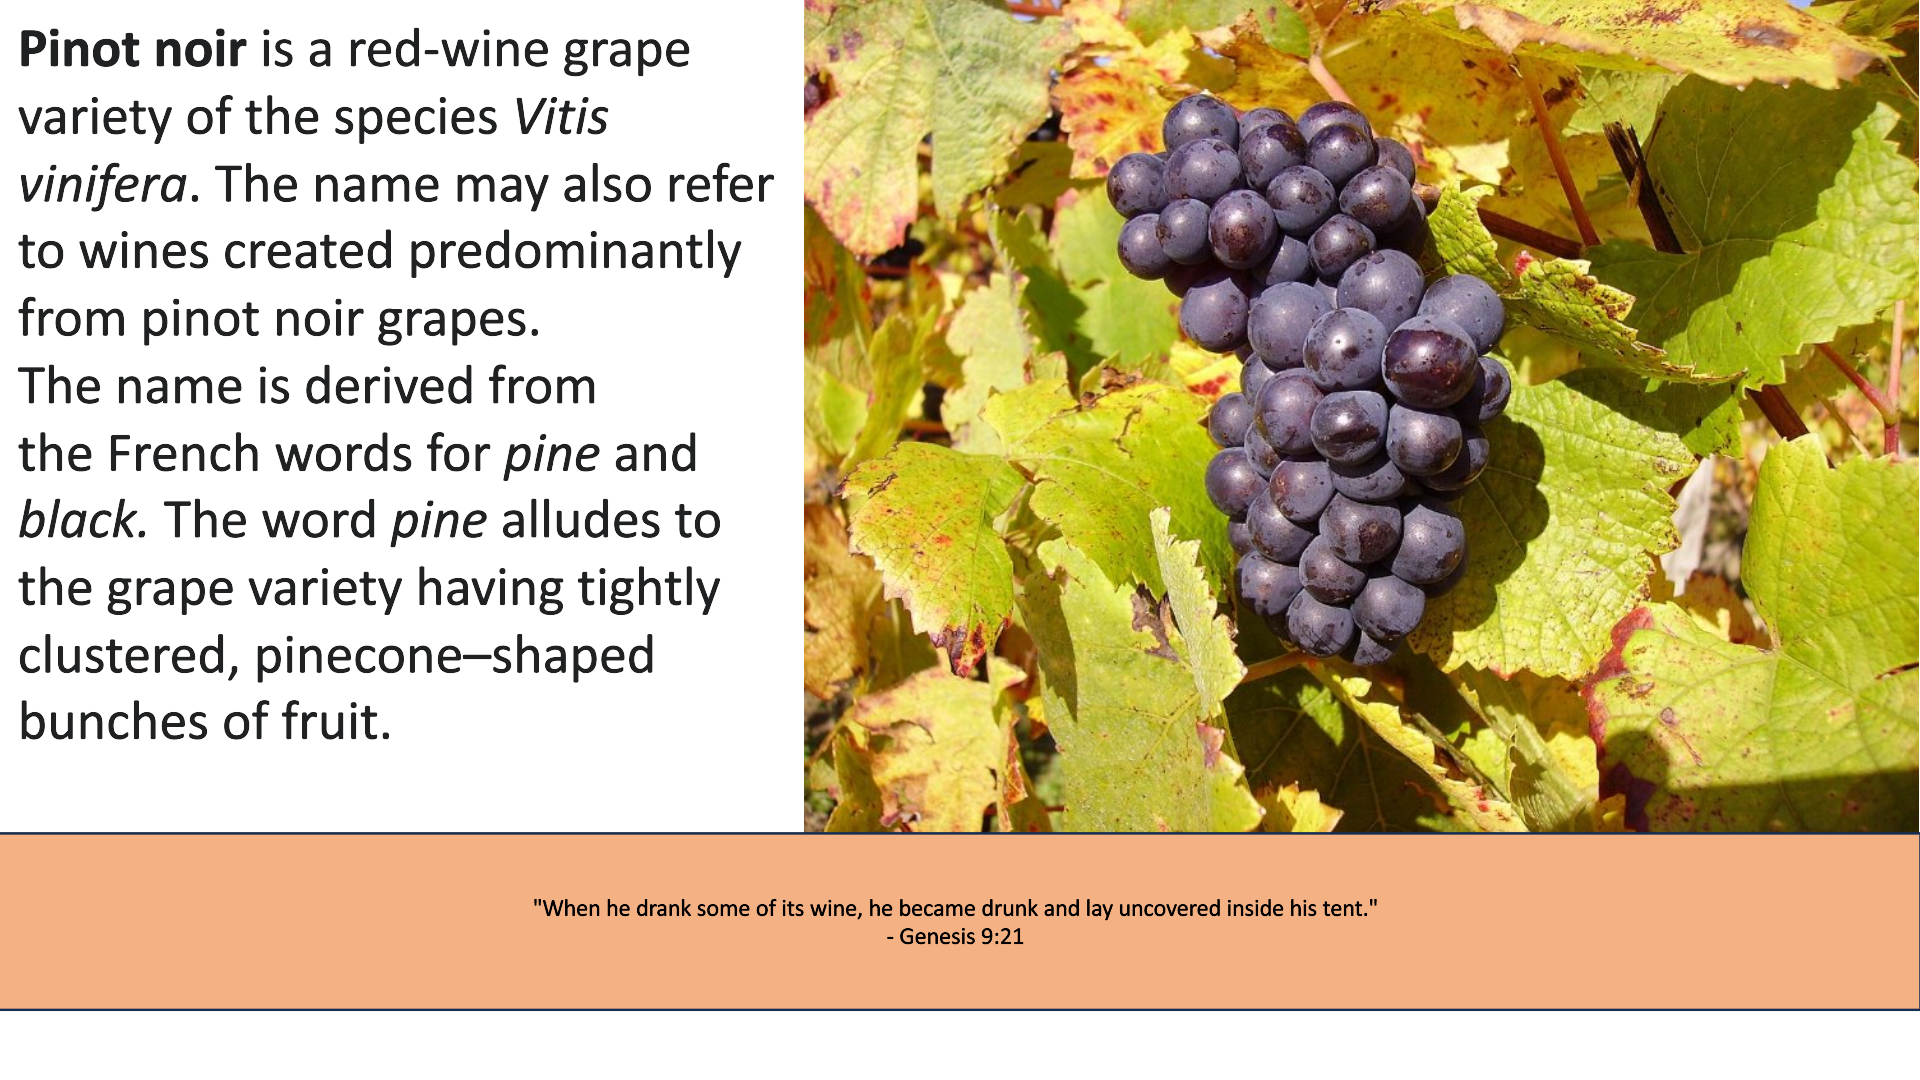 Pinot noir is a red-wine grape
variety of the species Vitis
vinifera. The name may also refer
to wines created predominantly
from pinot noir grapes.
The name is derived from
the French words for pine and
black. The word pine alludes to
the grape variety having tightly
clustered, pinecone–shaped
bunches of fruit.
"When he drank some of its wine, he became drunk and lay uncovered inside his tent."
- Genesis 9:21